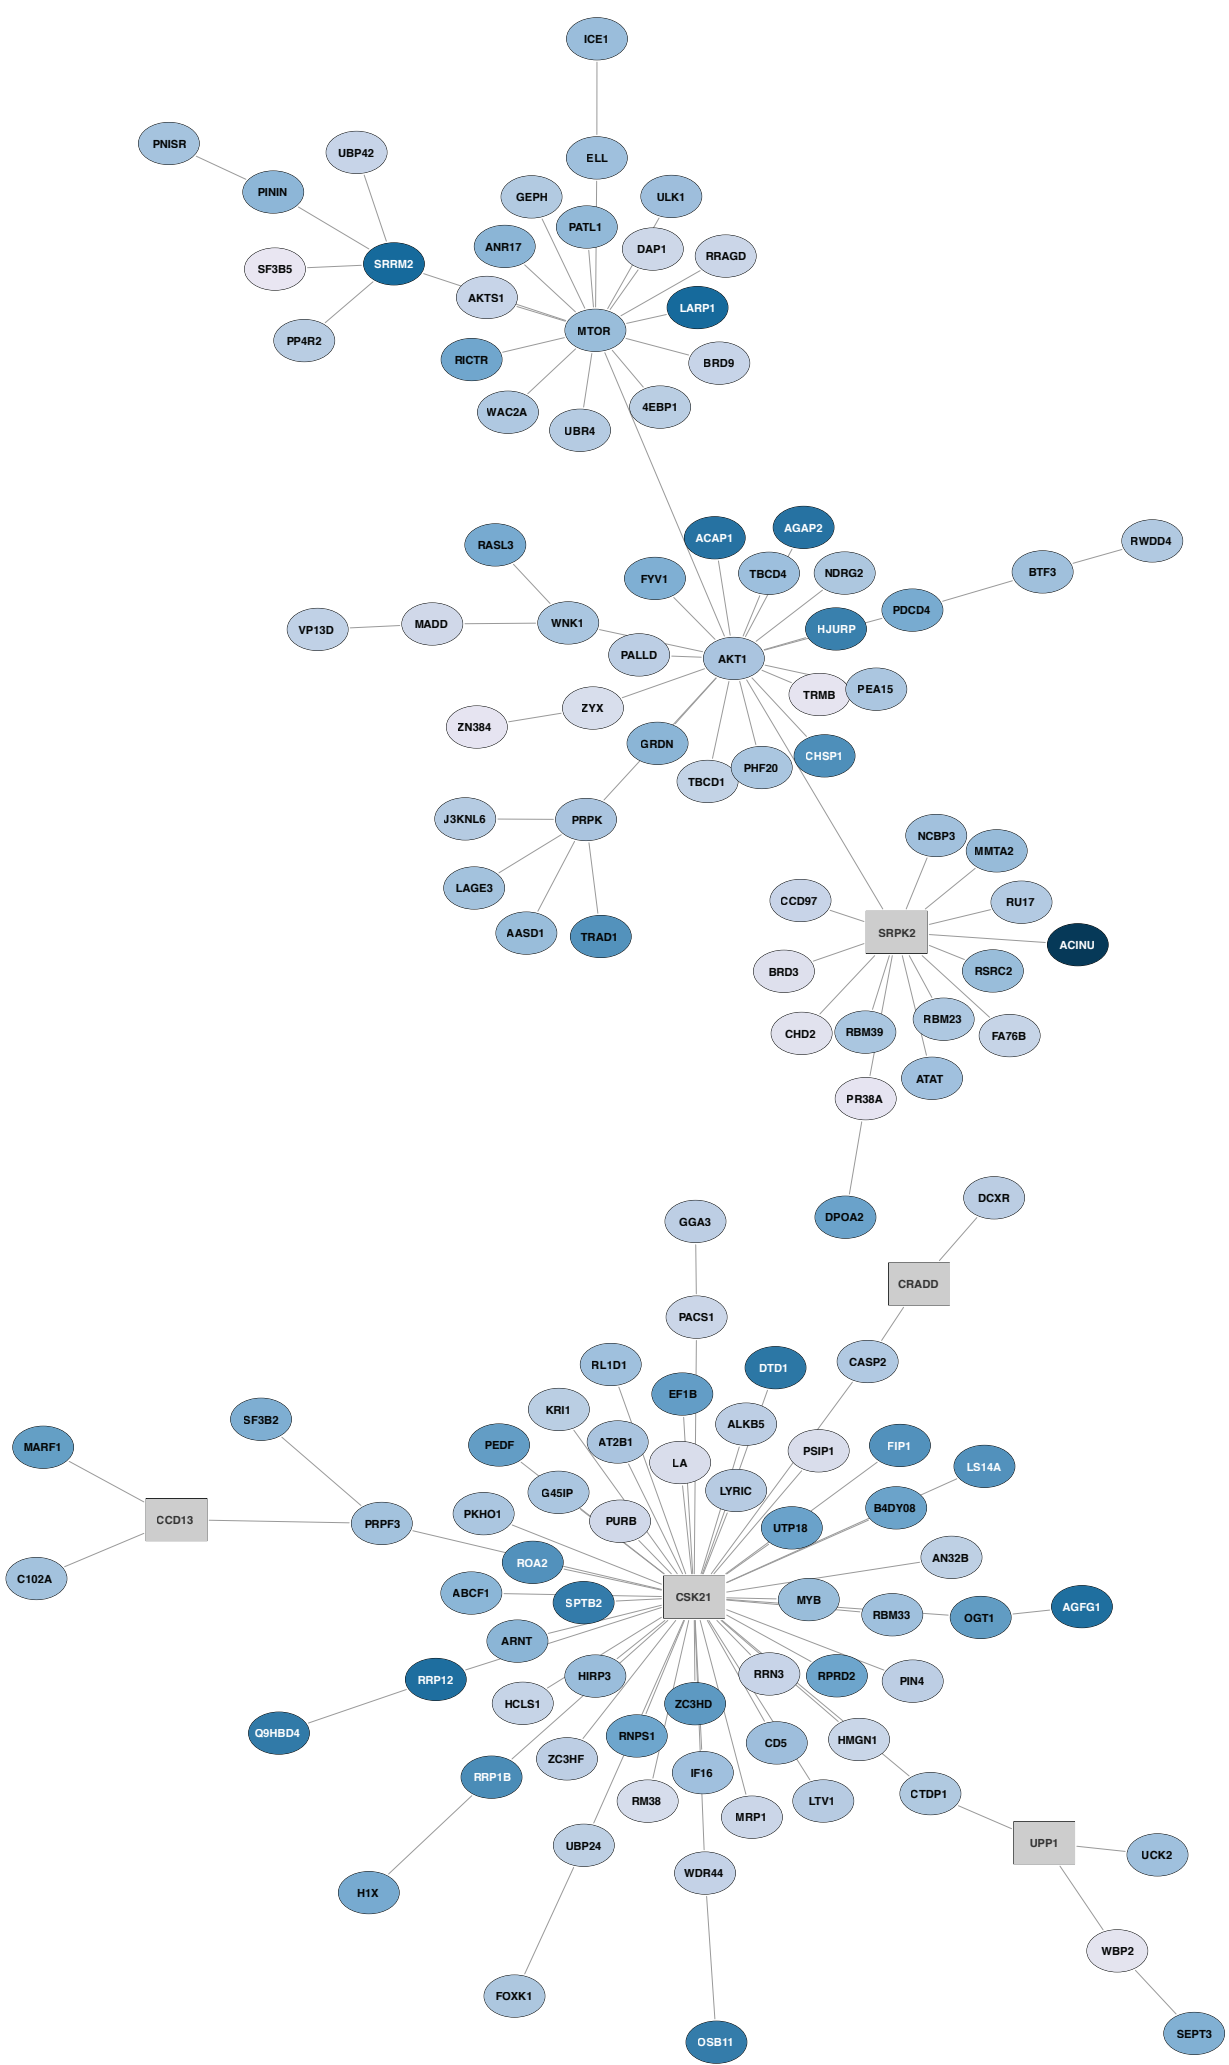 ICE1
PNISR
UBP42
ELL
PININ
GEPH
ULK1
PATL1
ANR17
DAP1
RRAGD
SF3B5
SRRM2
AKTS1
LARP1
MTOR
PP4R2
RICTR
BRD9
WAC2A
4EBP1
UBR4
ACAP1
AGAP2
RASL3
RWDD4
FYV1
TBCD4
NDRG2
BTF3
VP13D
MADD
WNK1
HJURP
PDCD4
PALLD
AKT1
TRMB
PEA15
ZYX
ZN384
GRDN
CHSP1
TBCD1
PHF20
J3KNL6
PRPK
NCBP3
MMTA2
LAGE3
CCD97
RU17
AASD1
TRAD1
SRPK2
ACINU
BRD3
RSRC2
CHD2
RBM39
RBM23
FA76B
ATAT
PR38A
DPOA2
DCXR
GGA3
CRADD
PACS1
RL1D1
DTD1
CASP2
EF1B
KRI1
SF3B2
ALKB5
MARF1
PEDF
AT2B1
LA
PSIP1
FIP1
LS14A
G45IP
LYRIC
PKHO1
B4DY08
CCD13
PRPF3
PURB
UTP18
ROA2
AN32B
C102A
ABCF1
SPTB2
CSK21
MYB
RBM33
OGT1
AGFG1
ARNT
RRP12
HIRP3
RRN3
RPRD2
PIN4
HCLS1
ZC3HD
Q9HBD4
RNPS1
CD5
HMGN1
ZC3HF
RRP1B
IF16
RM38
MRP1
LTV1
CTDP1
UBP24
UPP1
UCK2
WDR44
H1X
WBP2
FOXK1
OSB11
SEPT3